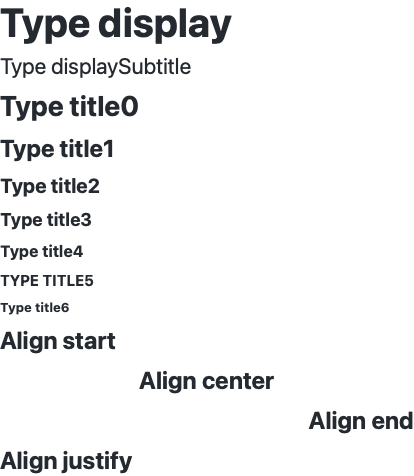 Type display
Type displaySubtitle
Type title0
Type title1
Type title2
Type title3
Type title4
TYPE TITLE5
Type title6
Align start
Align center
Align end
Align justify